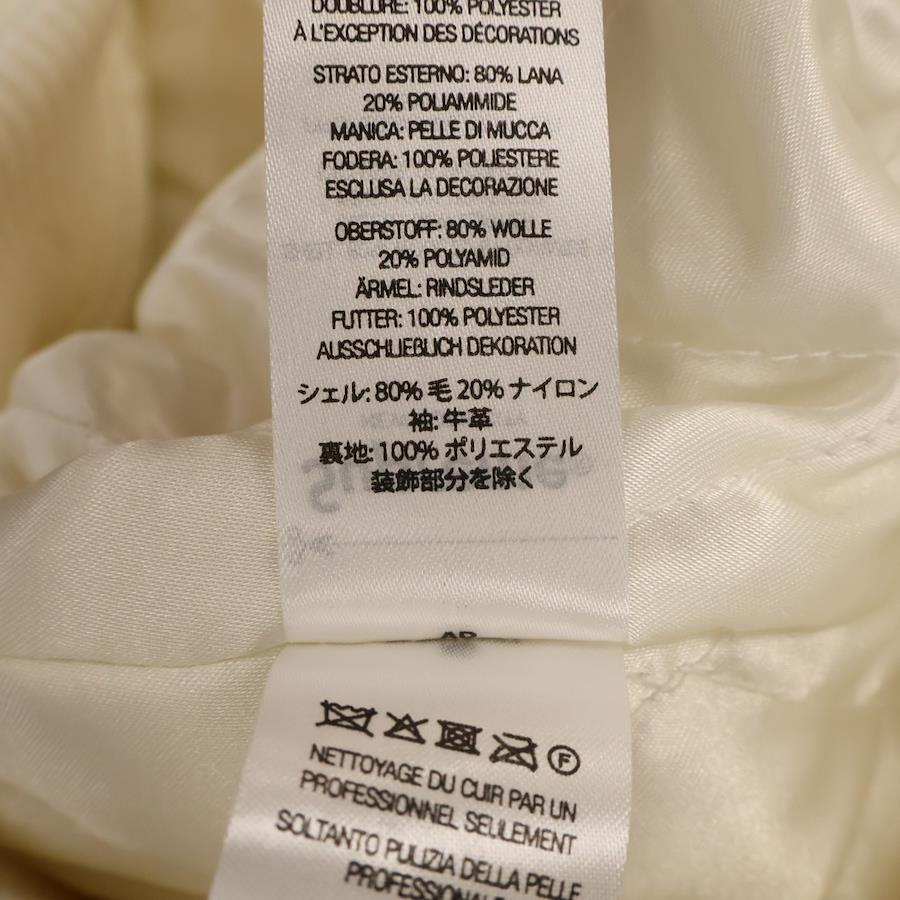 DOUBLURE: 100% POLYESTER
À L'EXCEPTION DES DÉCORATIONS
STRATO ESTERNO: 80% LANA
20% POLIAMMIDE
MANICA: PELLE DI MUCCA
FODERA: 100% POLIESTERE
ESCLUSA LA DECORAZIONE
OBERSTOFF: 80% WOLLE
20% POLYAMID
ÄRMEL: RINDSLEDER
FUTTER: 100% POLYESTER
AUSSCHLIEßLICH DEKORATION
シェル: 80% 毛 20% ナイロン
袖: 牛革
裏地: 100% ポリエステル
装飾部分を除く
F
NETTOYAGE DU CUIR PAR UN
PROFESSIONNEL SEULEMENT
SOLTANTO PULIZIA DELLA PELLE